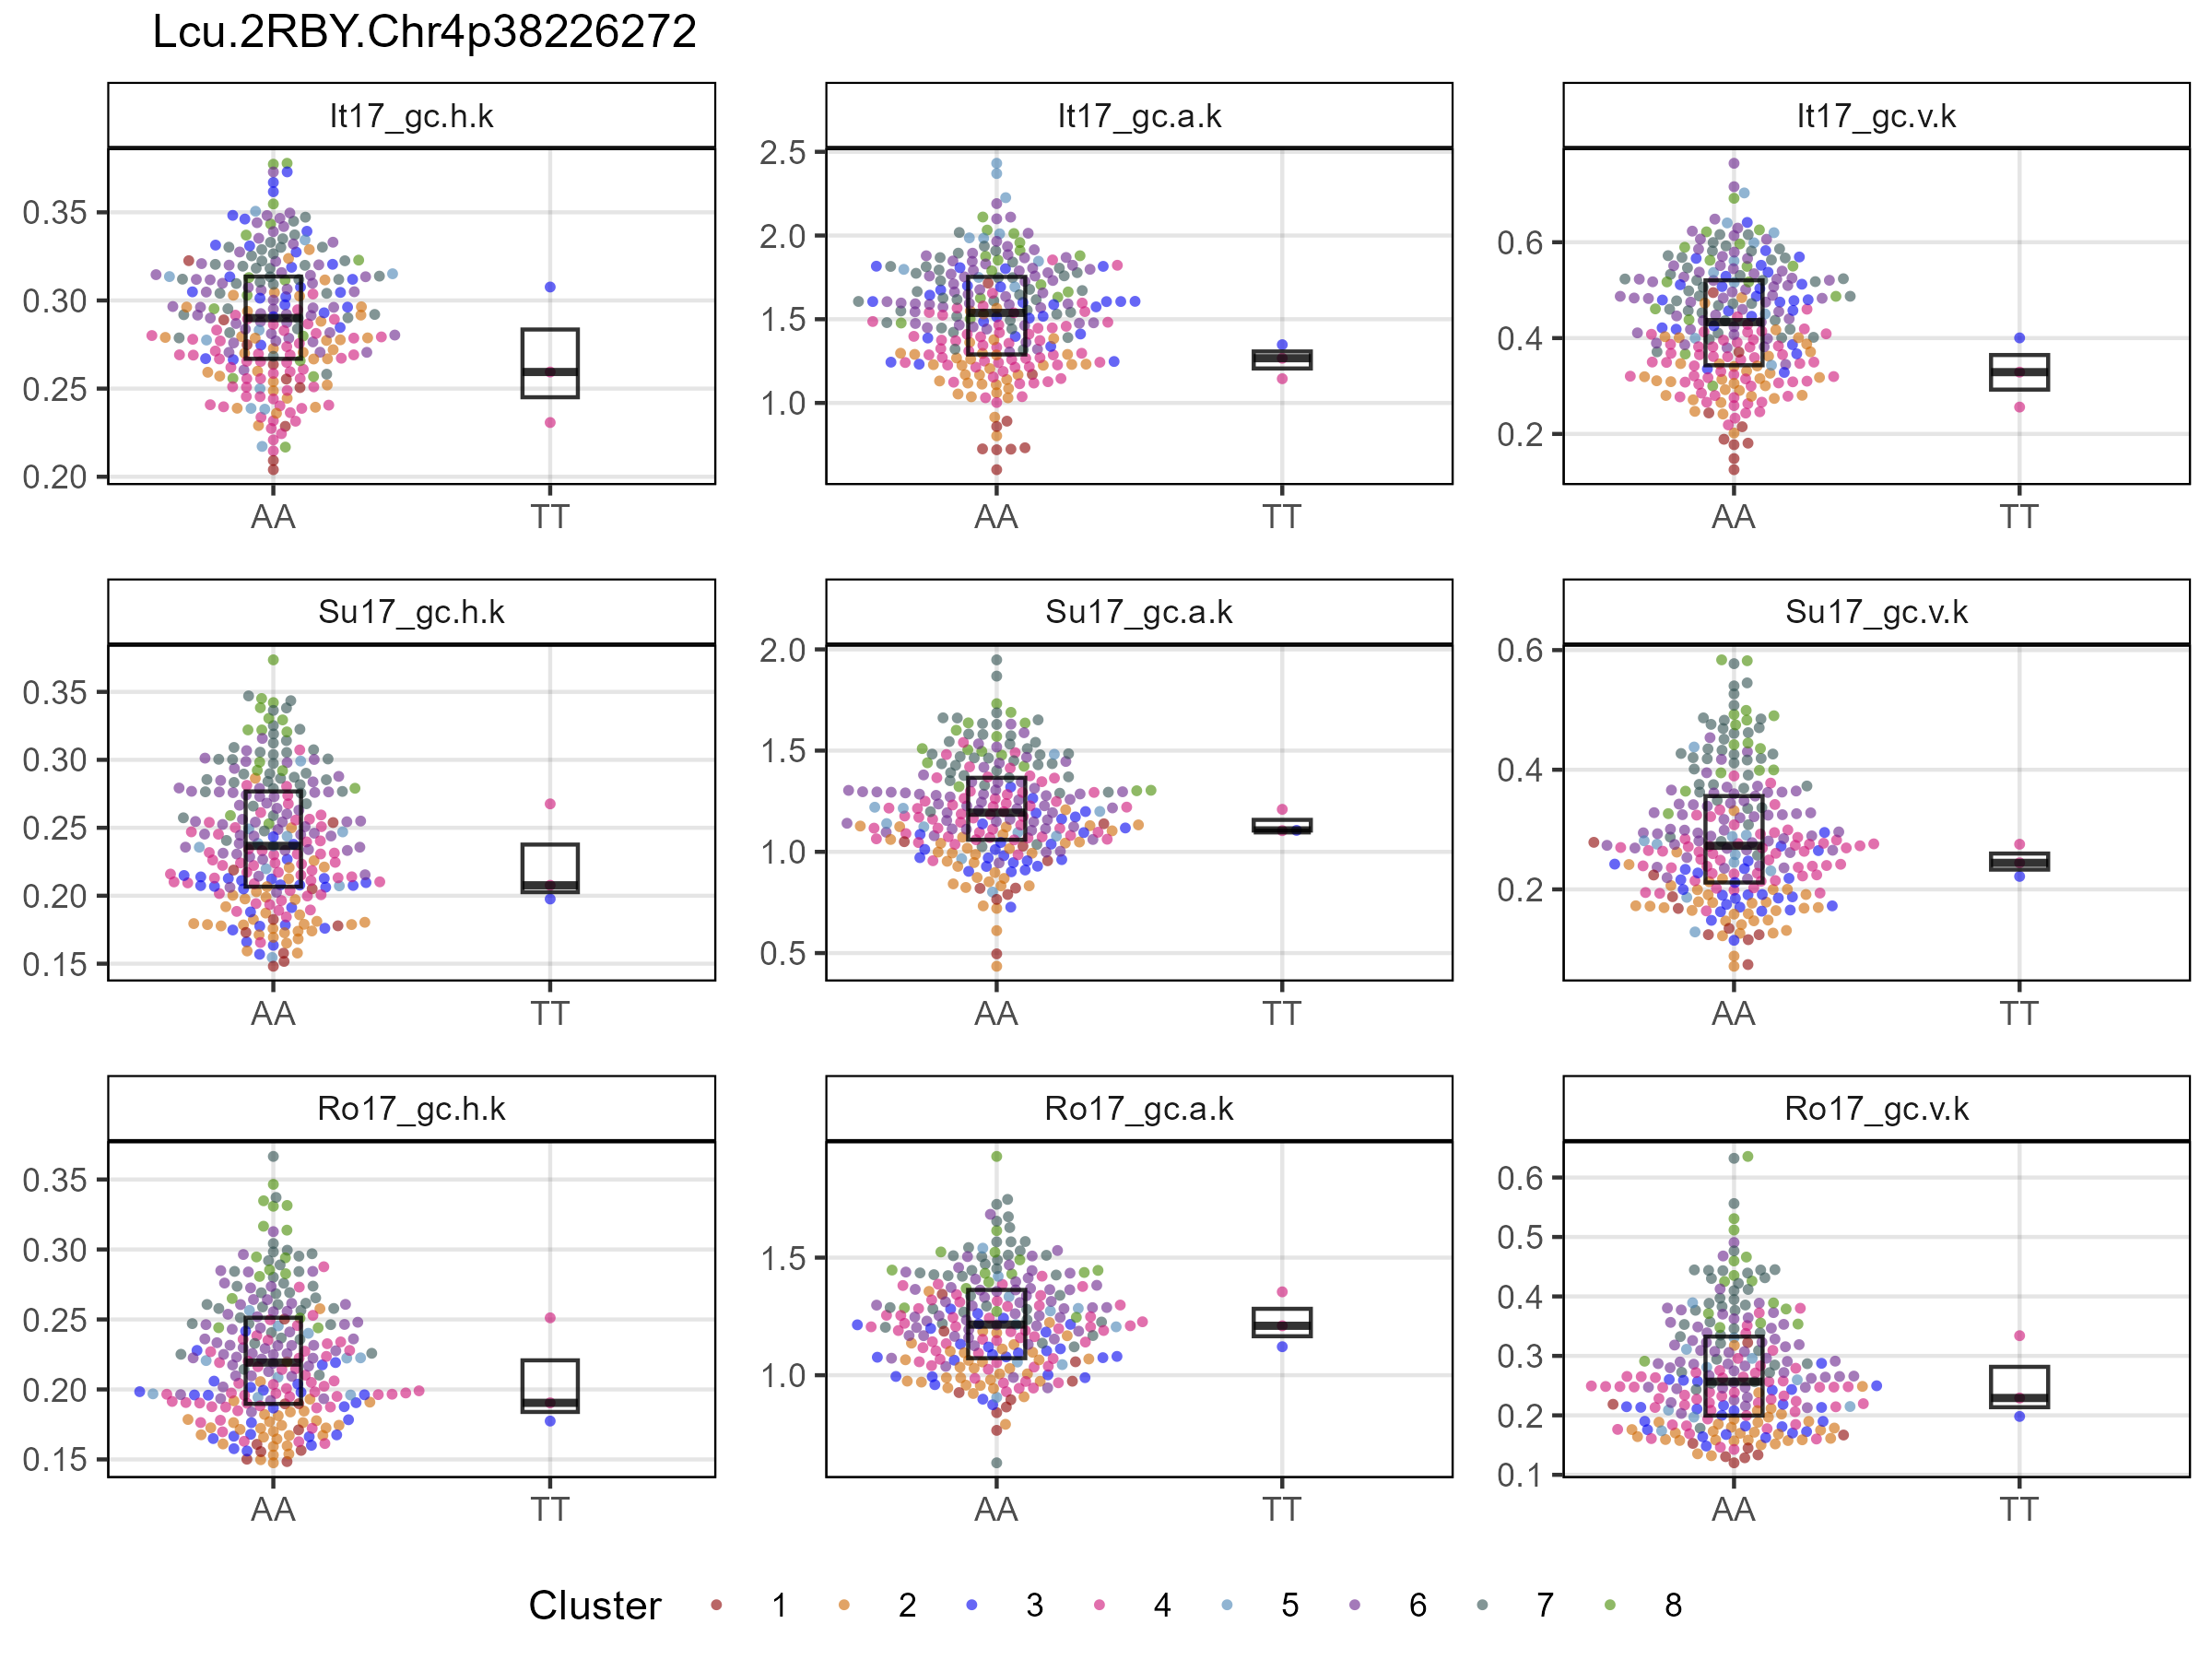 Lcu.2RBY.Chr4p38226272
It17_gc.h.k It17_gc.a.k It17_gc.v.k
0.35
0.30
0.25
0.20
AA TT
2.5
2.0
1.5
1.0
AA TT
0.6
0.4
0.2
AA TT
Su17_gc.h.k Su17_gc.a.k Su17_gc.v.k
0.35
0.30
0.25
0.20
0.15
AA TT
2.0
1.5
1.0
0.5
AA TT
0.6
0.4
0.2
AA TT
Ro17_gc.h.k Ro17_gc.a.k Ro17_gc.v.k
0.35
0.30
0.25
0.20
0.15
AA TT
1.5
1.0
AA TT
0.6
0.5
0.4
0.3
0.2
0.1
AA TT
Cluster 1 2 3 4 5 6 7 8